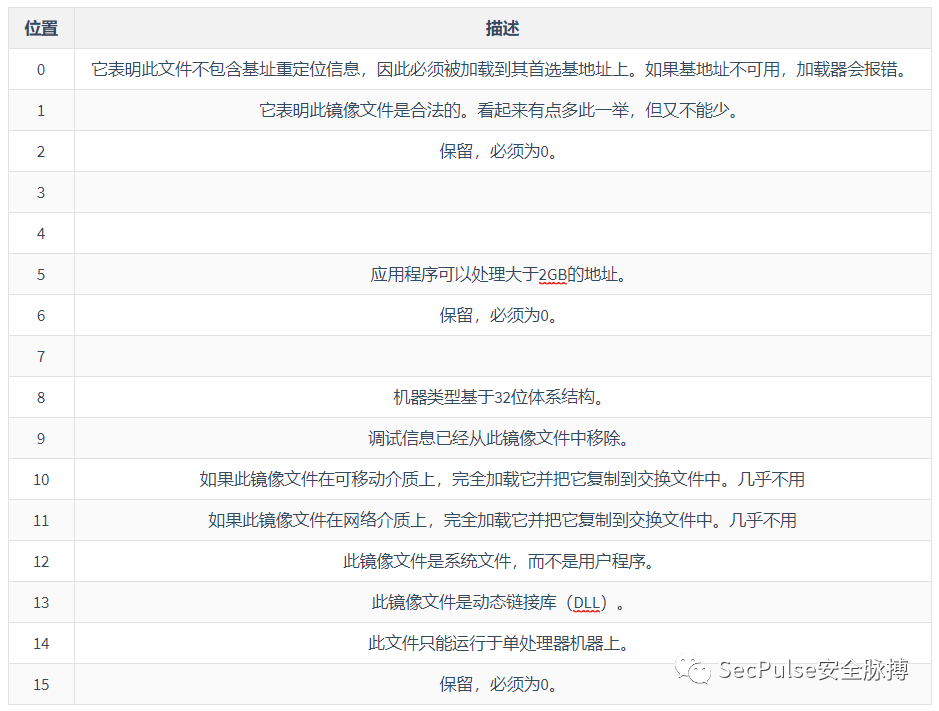 位置 描述
0 它表明此文件不包含基址重定位信息，因此必须被加载到其首选基地址上。如果基地址不可用，加载器会报错。
1 它表明此镜像文件是合法的。看起来有点多此一举，但又不能少。
2 保留，必须为0。
3
4
5 应用程序可以处理大于2GB的地址。
6 保留，必须为0。
7
8 机器类型基于32位体系结构。
9 调试信息已经从此镜像文件中移除。
10 如果此镜像文件在可移动介质上，完全加载它并把它复制到交换文件中。几乎不用
11 如果此镜像文件在网络介质上，完全加载它并把它复制到交换文件中。几乎不用
12 此镜像文件是系统文件，而不是用户程序。
13 此镜像文件是动态链接库（DLL）。
14 此文件只能运行于单处理器机器上。
15 保留，必须为0。
SecPulse安全脉搏